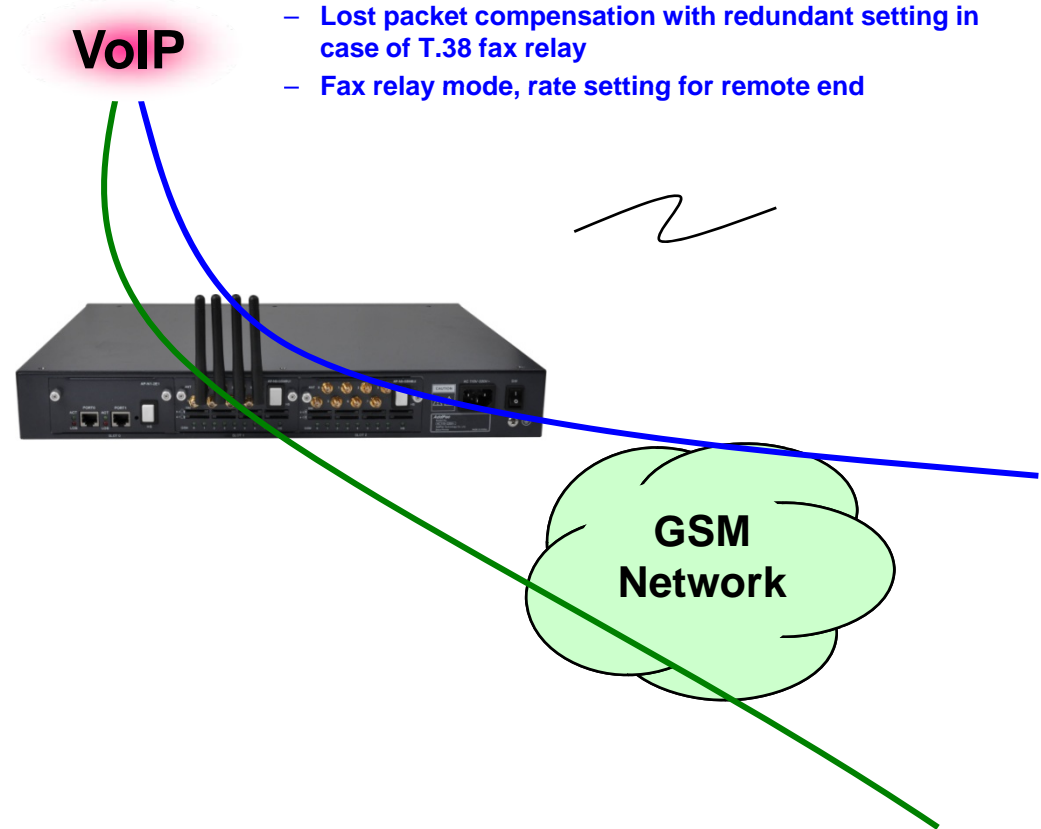 – Lost packet compensation with redundant setting in
case of T.38 fax relay
– Fax relay mode, rate setting for remote end
VoIP
GSM
Network